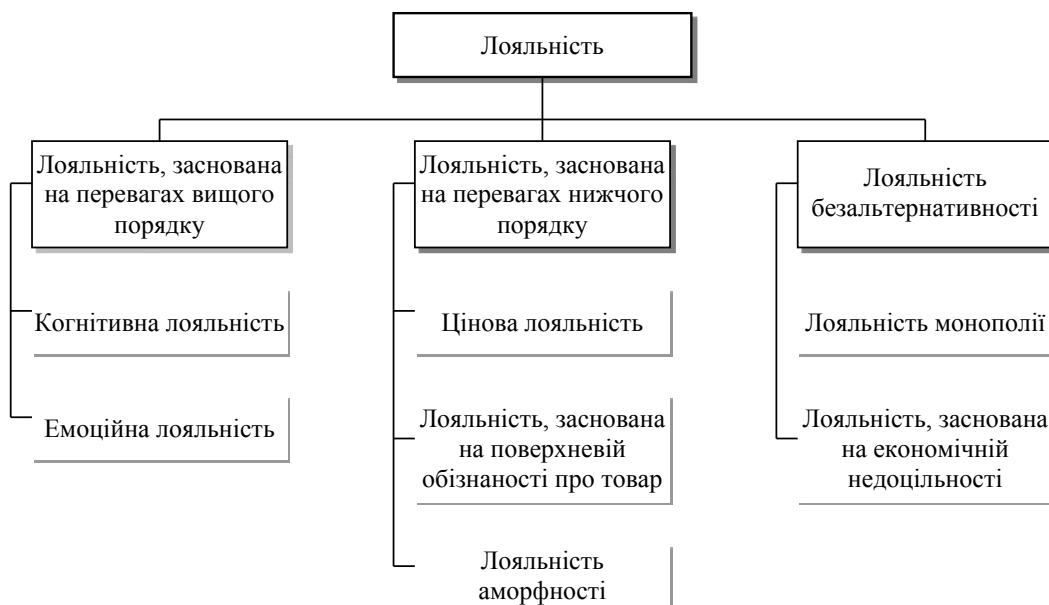 Лояльність
Лояльність, заснована
на перевагах вищого
порядку
Когнітивна лояльність
Емоційна лояльність
Лояльність, заснована
на перевагах нижчого
порядку
Цінова лояльність
Лояльність, заснована
на поверхневій
обізнаності про товар
Лояльність
аморфності
Лояльність
безальтернативності
Лояльність монополії
Лояльність, заснована
на економічній
недоцільності